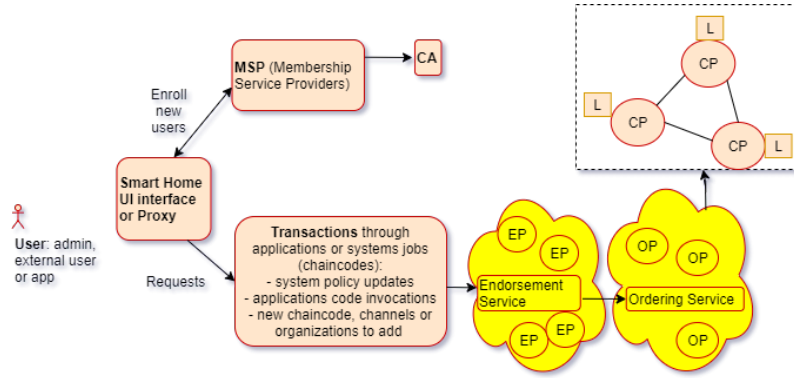 MSP (Membership
Service Providers)
CA
Enroll
new
users
Smart Home
UI interface
or Proxy
User: admin,
external user
or app
Requests
Transactions through
applications or systems jobs
(chaincodes):
- system policy updates
- applications code invocations
- new chaincode, channels or
organizations to add
EP
EP
Endorsement
Service
EP
EP
OP
OP
Ordering Service
OP
L
CP
L
CP
CP
L